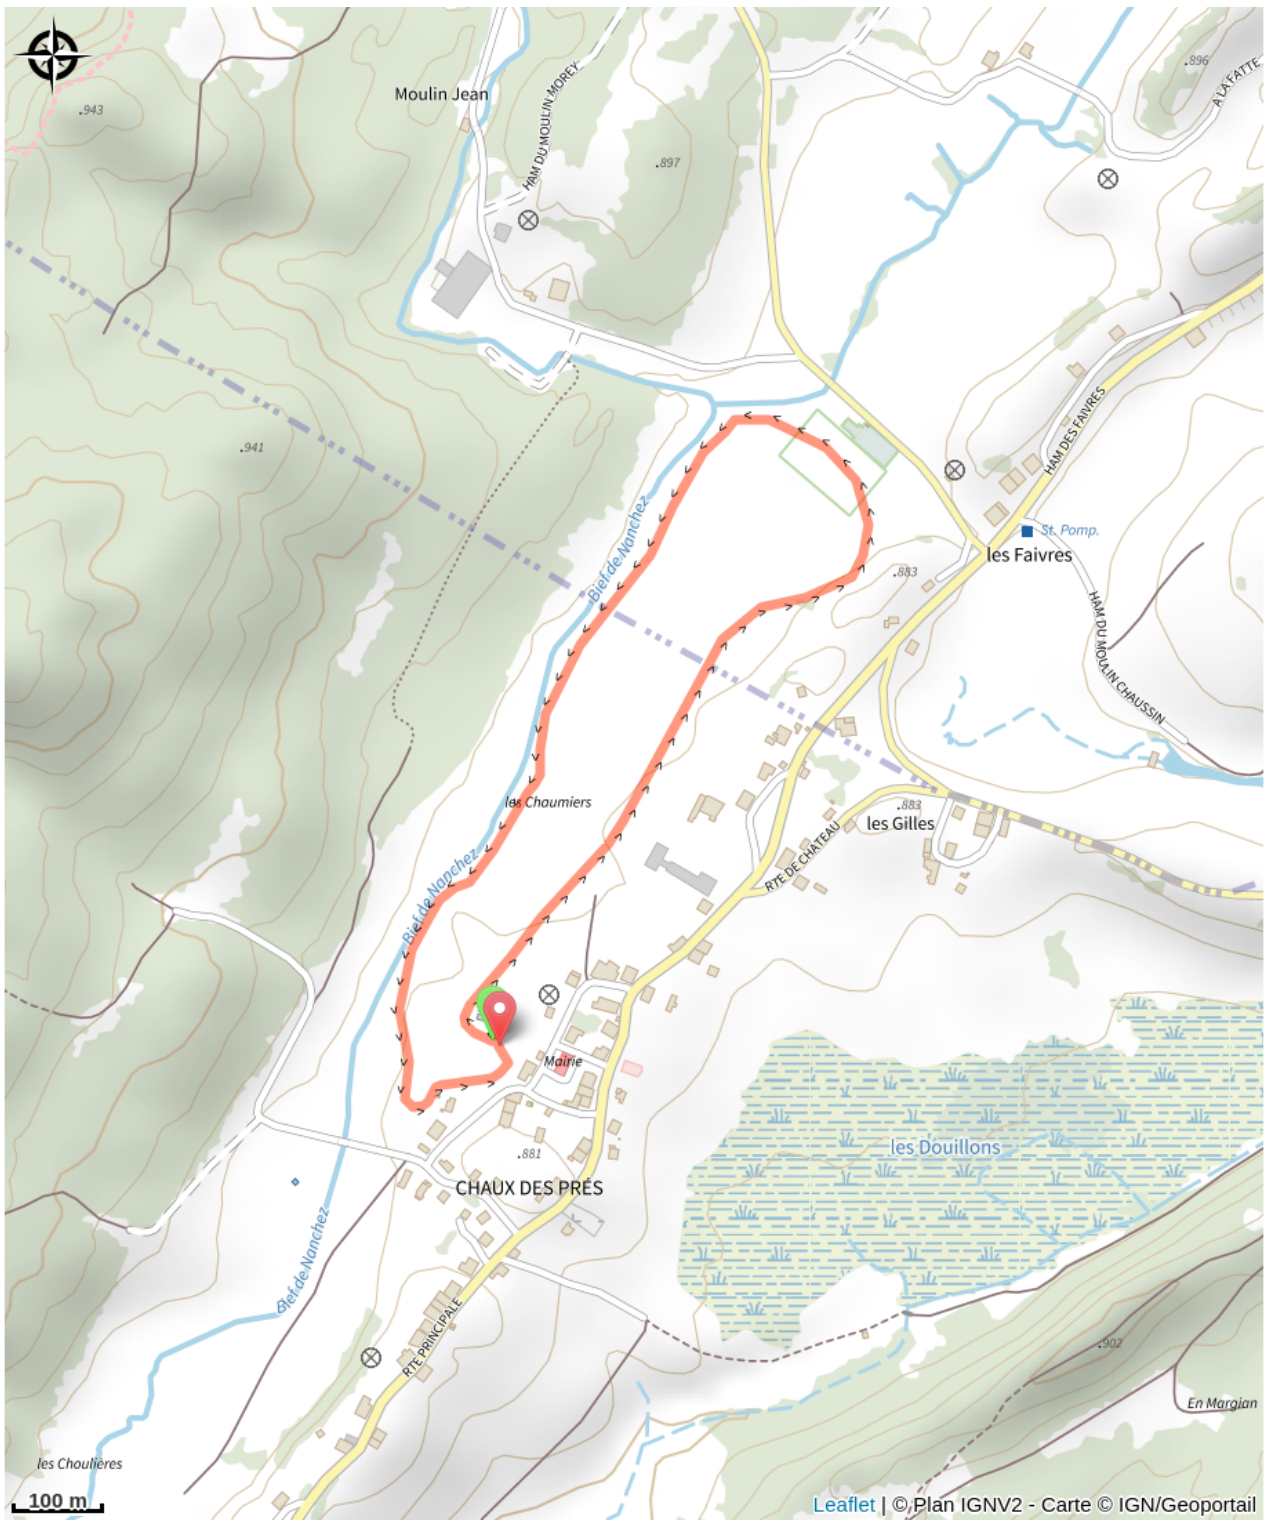 Moulin Jean
HAM DU MOULIN MOREY
.943
.897
.896
A LA FATTE
.941
HAM DES FAIVRES
St. Pomp.
les Faivres
.883
Bief de Nanchez
HAM DU MOULIN CHAUSSIN
les Chaumiers
.883
les Gilles
RTE DE CHATEAU
Bief de Nanchez
Mairie
.881
CHAUX DES PRÉS
les Douillons
Bief de Nanchez
RTE PRINCIPALE
.902
En Margian
les Choulières
100 m
Leaflet | © Plan IGNV2 - Carte © IGN/Geoportail